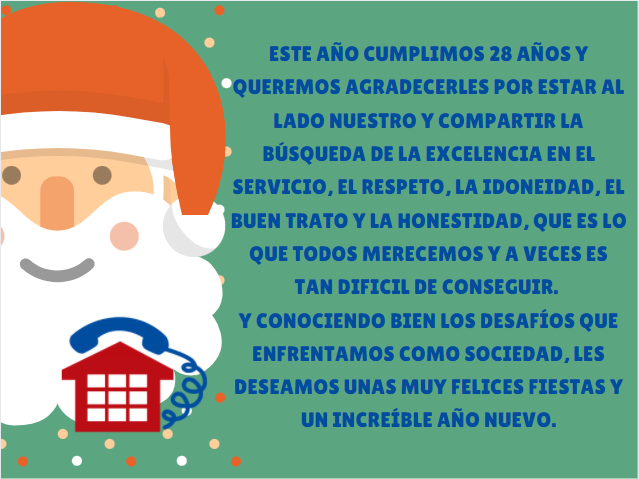 ESTE AÑO CUMPLIMOS 28 AÑOS Y
QUEREMOS AGRADECERLES POR ESTAR AL
LADO NUESTRO Y COMPARTIR LA
BÚSQUEDA DE LA EXCELENCIA EN EL
SERVICIO, EL RESPETO, LA IDONEIDAD, EL
BUEN TRATO Y LA HONESTIDAD, QUE ES LO
QUE TODOS MERECEMOS Y A VECES ES
TAN DIFICIL DE CONSEGUIR.
Y CONOCIENDO BIEN LOS DESAFÍOS QUE
ENFRENTAMOS COMO SOCIEDAD, LES
DESEAMOS UNAS MUY FELICES FIESTAS Y
UN INCREÍBLE AÑO NUEVO.